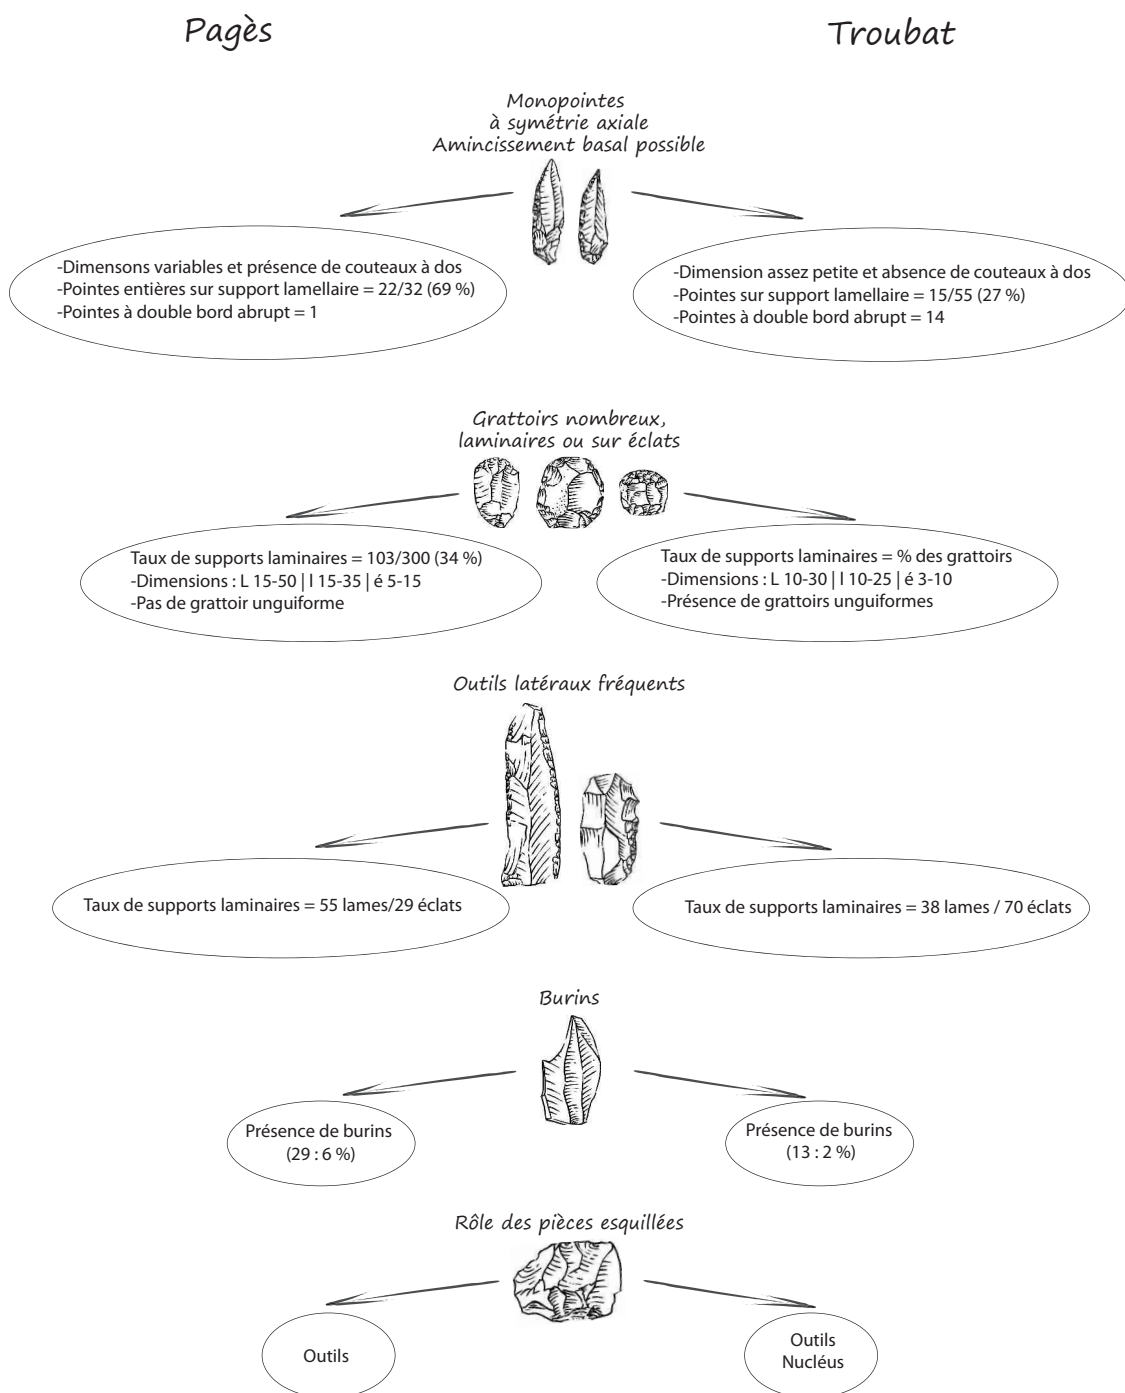 Pagès
Troubat
Monopointes
à symétrie axiale
Amincissement basal possible
-Dimensons variables et présence de couteaux à dos
-Pointes entières sur support lamellaire = 22/32 (69 %)
-Pointes à double bord abrupt = 1
-Dimension assez petite et absence de couteaux à dos
-Pointes sur support lamellaire = 15/55 (27 %)
-Pointes à double bord abrupt = 14
Grattoirs nombreux,
laminaires ou sur éclats
Taux de supports laminaires = 103/300 (34 %)
-Dimensions : L 15-50 | l 15-35 | é 5-15
-Pas de grattoir unguiforme
Taux de supports laminaires = % des grattoirs
-Dimensions : L 10-30 | l 10-25 | é 3-10
-Présence de grattoirs unguiformes
Outils latéraux fréquents
Taux de supports laminaires = 55 lames/29 éclats
Taux de supports laminaires = 38 lames / 70 éclats
Burins
Présence de burins
(29 : 6 %)
Présence de burins
(13 : 2 %)
Rôle des pièces esquillées
Outils
Outils
Nucléus